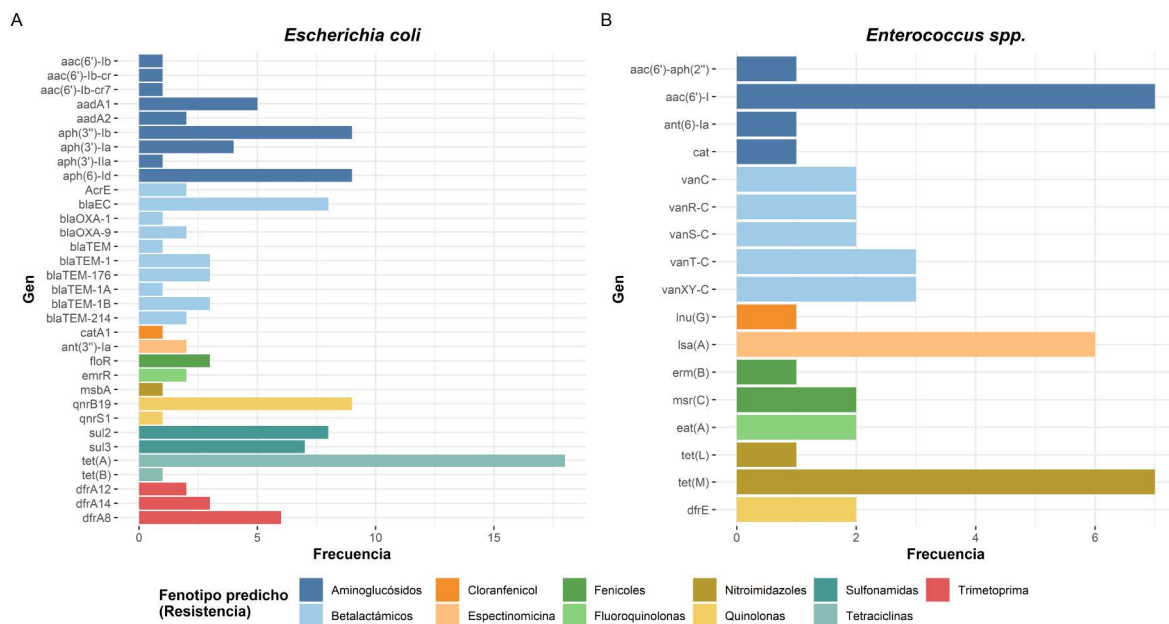 A
Escherichia coli
Gen
aac(6')-Ib
aac(6')-Ib-cr
aac(6')-Ib-cr7
aadA1
aadA2
aph(3'')-Ib
aph(3')-Ia
aph(3')-IIa
aph(6)-Id
AcrE
blaEC
blaOXA-1
blaOXA-9
blaTEM
blaTEM-1
blaTEM-176
blaTEM-1A
blaTEM-1B
blaTEM-214
catA1
ant(3'')-Ia
floR
emrR
msbA
qnrB19
qnrS1
sul2
sul3
tet(A)
tet(B)
dfrA12
dfrA14
dfrA8
0 5 10 15
Frecuencia
B
Enterococcus spp.
Gen
aac(6')-aph(2'')
aac(6')-I
ant(6)-Ia
cat
vanC
vanR-C
vanS-C
vanT-C
vanXY-C
lnu(G)
lsa(A)
erm(B)
msr(C)
eat(A)
tet(L)
tet(M)
dfrE
0 2 4 6
Frecuencia
Fenotipo predicho
(Resistencia)
Aminoglucósidos
Betalactámicos
Cloranfenicol
Espectinomicina
Fenicoles
Fluoroquinolonas
Nitroimidazoles
Quinolonas
Sulfonamidas
Tetraciclinas
Trimetoprima